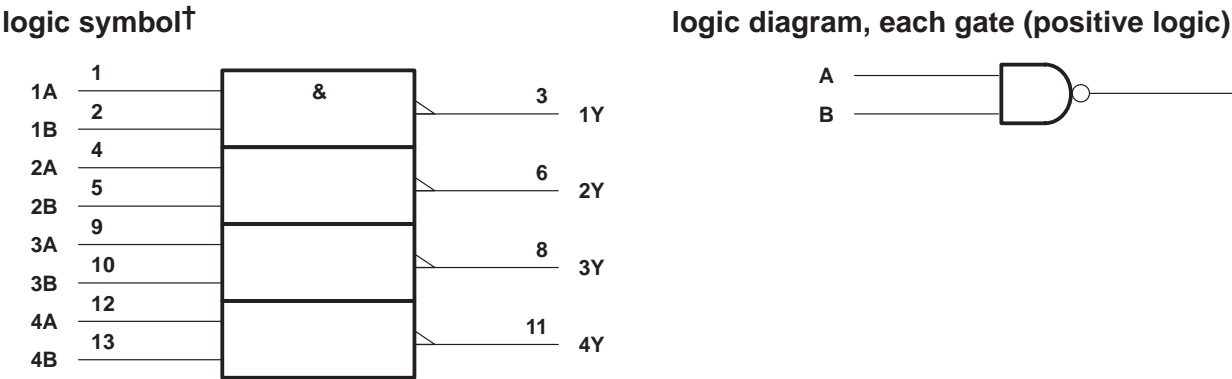 logic symbol†
1A 1
1B 2
2A 4
2B 5
3A 9
3B 10
4A 12
4B 13
&
3 1Y
6 2Y
8 3Y
11 4Y
logic diagram, each gate (positive logic)
A
B